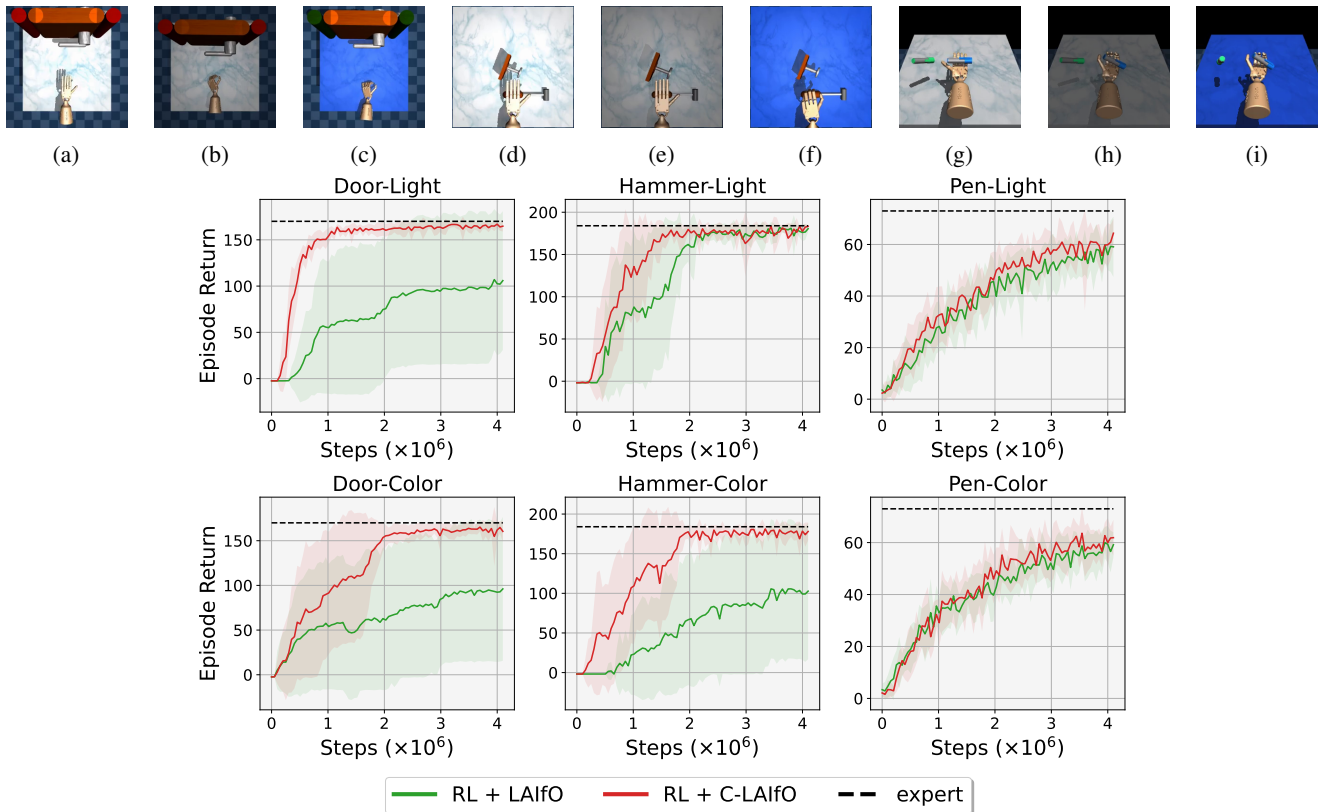 (a) (b) (c) (d) (e) (f) (g) (h) (i)
Door-Light Hammer-Light Pen-Light
Episode Return
150
100
50
0
200
150
100
50
0
60
40
20
0
0 1 2 3 4
0 1 2 3 4
0 1 2 3 4
Steps (×10⁶) Steps (×10⁶) Steps (×10⁶)
Door-Color Hammer-Color Pen-Color
Episode Return
150
100
50
0
200
150
100
50
0
60
40
20
0
0 1 2 3 4
0 1 2 3 4
0 1 2 3 4
Steps (×10⁶) Steps (×10⁶) Steps (×10⁶)
RL + LAIfO RL + C-LAIfO expert